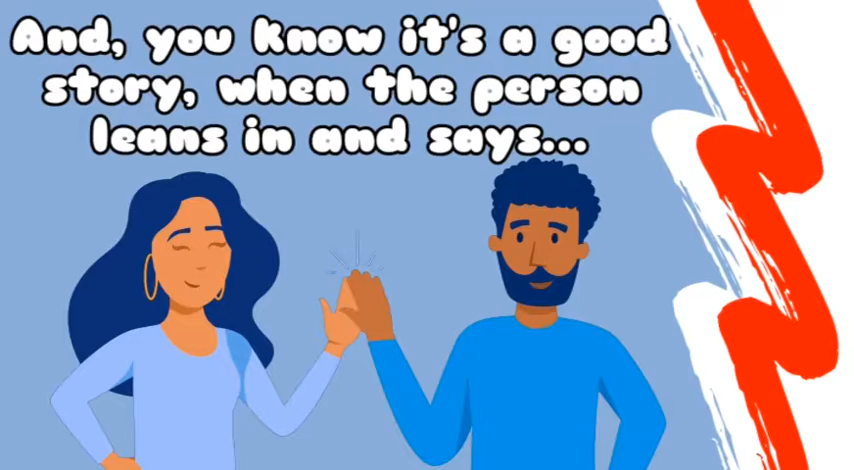 And, you know it's a good
story, when the person
leans in and says...